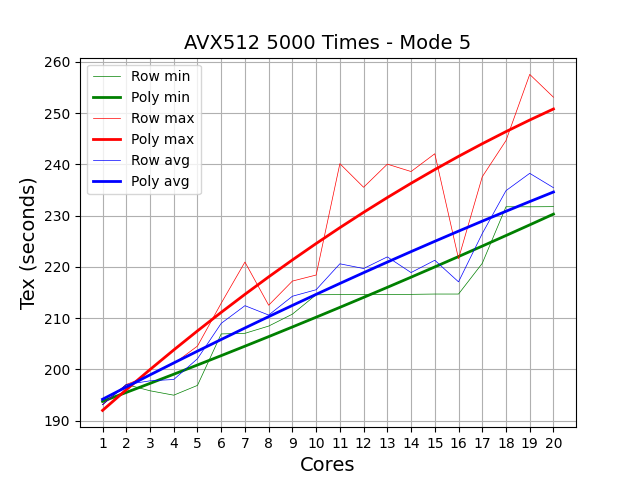 AVX512 5000 Times - Mode 5
Tex (seconds)
260
250
240
230
220
210
200
190
Row min
Poly min
Row max
Poly max
Row avg
Poly avg
1 2 3 4 5 6 7 8 9 10 11 12 13 14 15 16 17 18 19 20
Cores